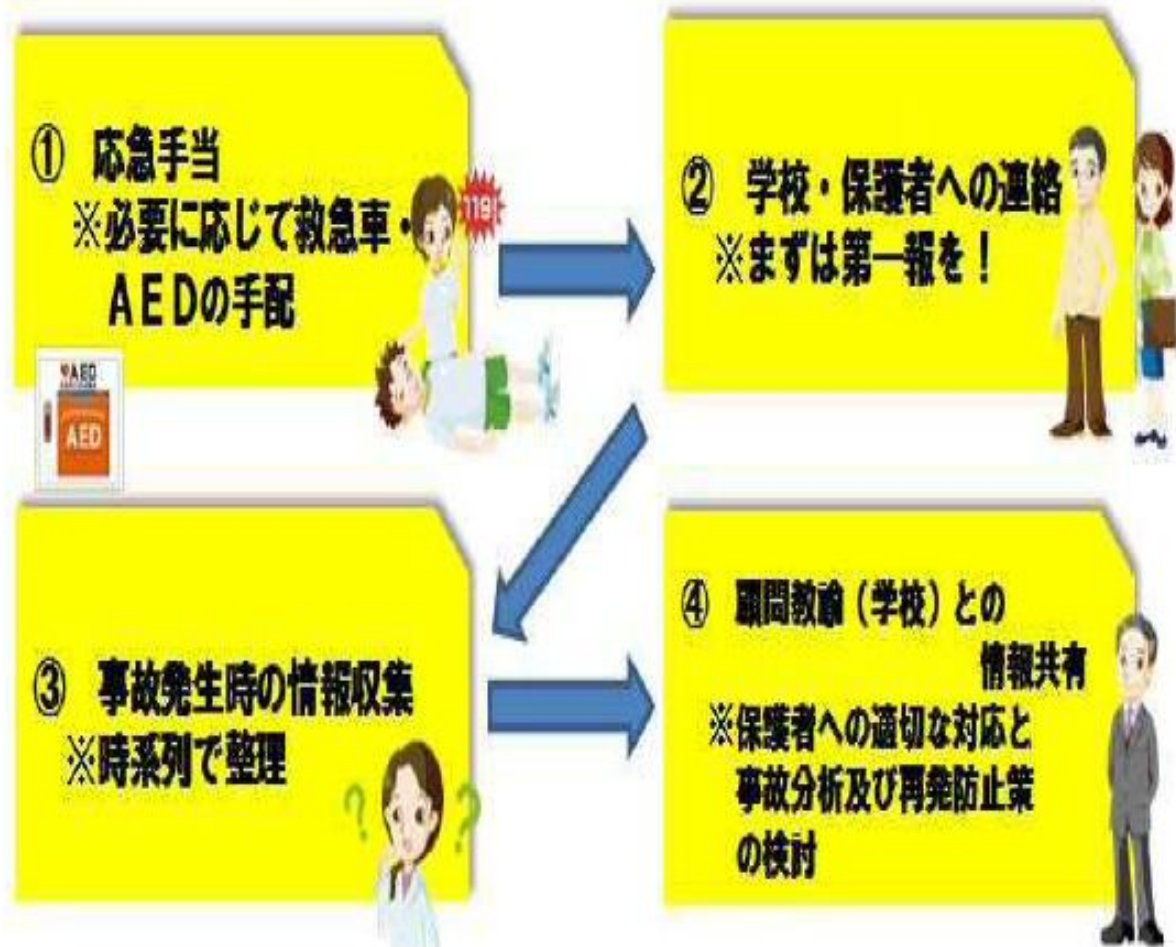 ① 応急手当
※必要に応じて救急車・
AEDの手配
119!
AED
AED
② 学校・保護者への連絡
※まずは第一報を!
③ 事故発生時の情報収集
※時系列で整理
? ?
④ 顧問教諭(学校)との
情報共有
※保護者への適切な対応と
事故分析及び再発防止策
の検討